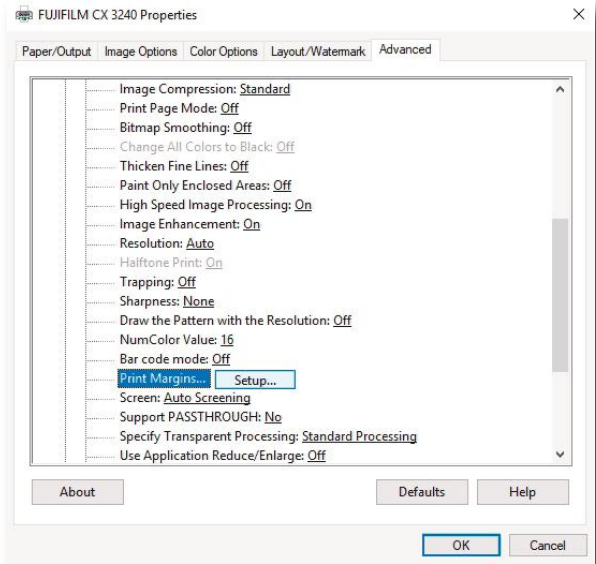 FUJIFILM CX 3240 Properties
Paper/Output Image Options Color Options Layout/Watermark Advanced
Image Compression: Standard
Print Page Mode: Off
Bitmap Smoothing: Off
Change All Colors to Black: Off
Thicken Fine Lines: Off
Paint Only Enclosed Areas: Off
High Speed Image Processing: On
Image Enhancement: On
Resolution: Auto
Halftone Print: On
Trapping: Off
Sharpness: None
Draw the Pattern with the Resolution: Off
NumColor Value: 16
Bar code mode: Off
Print Margins... Setup...
Screen: Auto Screening
Support PASSTHROUGH: No
Specify Transparent Processing: Standard Processing
Use Application Reduce/Enlarge: Off
About Defaults Help
OK Cancel